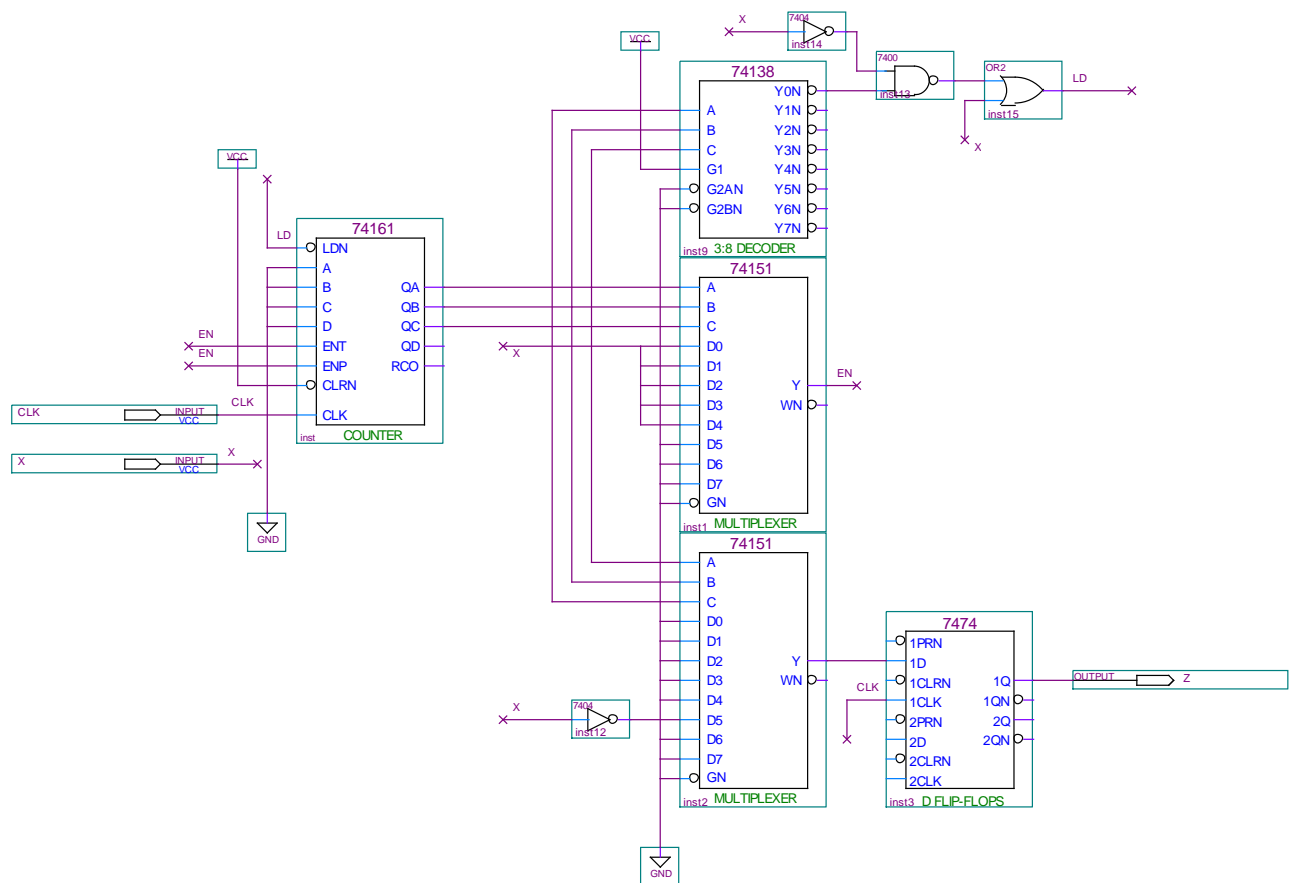 X
7404
inst14
VCC
7400
inst13
OR2
inst15
LD
X
74138
A
B
C
G1
G2AN
G2BN
Y0N
Y1N
Y2N
Y3N
Y4N
Y5N
Y6N
Y7N
inst9
3:8 DECODER
VCC
LD
74161
LDN
A
B
C
D
ENT
ENP
CLRN
CLK
QA
QB
QC
QD
RCO
inst
COUNTER
EN
EN
CLK
INPUT
VCC
CLK
X
INPUT
VCC
X
GND
74151
A
B
C
D0
D1
D2
D3
D4
D5
D6
D7
GN
Y
WN
inst1
MULTIPLEXER
X
EN
74151
A
B
C
D0
D1
D2
D3
D4
D5
D6
D7
GN
Y
WN
inst2
MULTIPLEXER
X
7404
inst12
GND
CLK
7474
1PRN
1D
1CLRN
1CLK
2PRN
2D
2CLRN
2CLK
1Q
1QN
2Q
2QN
inst3
D FLIP-FLOPS
OUTPUT
Z